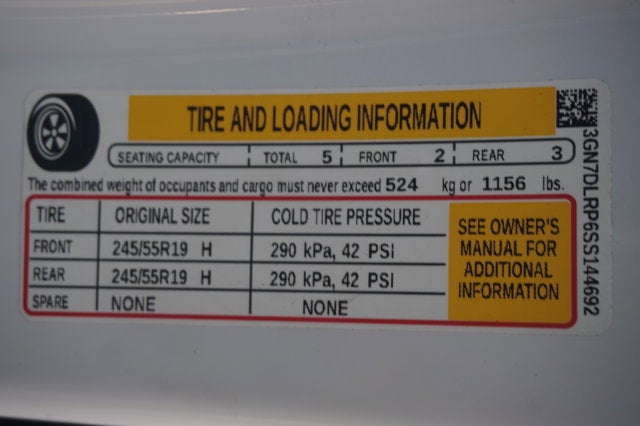 TIRE AND LOADING INFORMATION
SEATING CAPACITY TOTAL 5 FRONT 2 REAR 3
The combined weight of occupants and cargo must never exceed 524 kg or 1156 lbs.
TIRE ORIGINAL SIZE COLD TIRE PRESSURE
FRONT 245/55R19 H 290 kPa, 42 PSI
REAR 245/55R19 H 290 kPa, 42 PSI
SPARE NONE NONE
SEE OWNER'S
MANUAL FOR
ADDITIONAL
INFORMATION
3GN7DLRP6SS144692